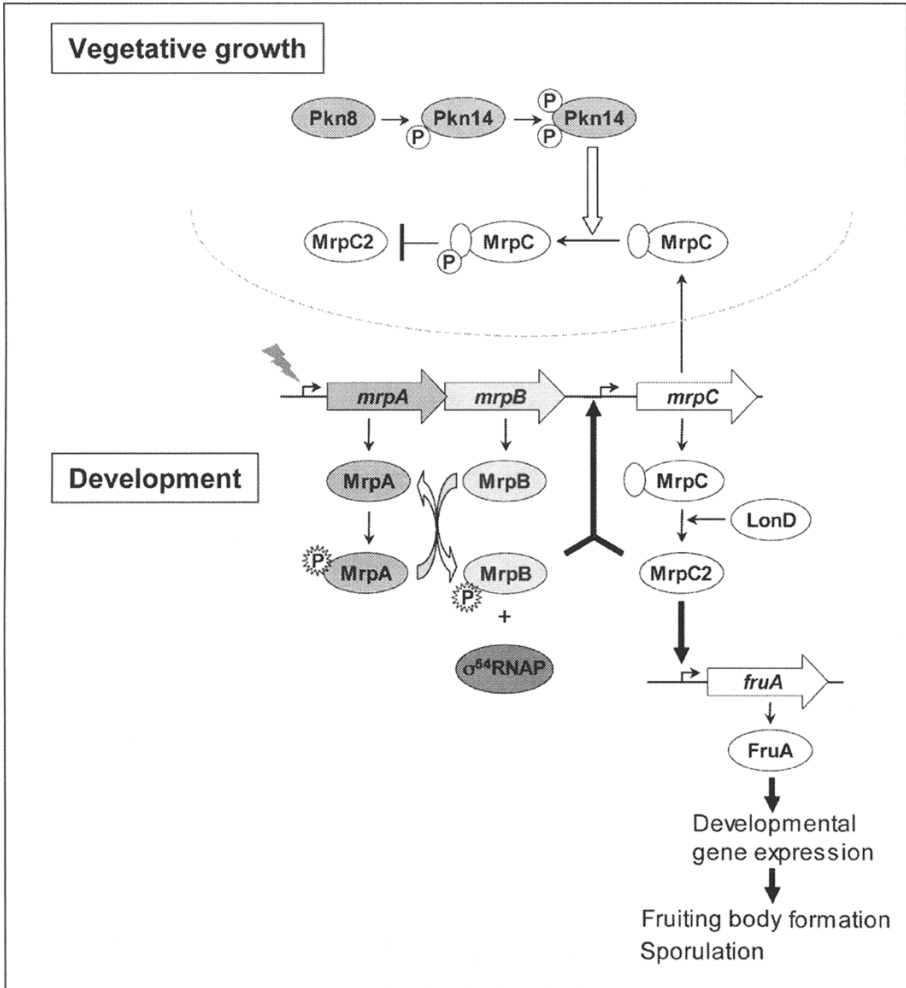 Vegetative growth
P
Pkn8
Pkn14
Pkn14
P
P
MrpC2
MrpC
MrpC
P
mrpA
mrpB
mrpC
Development
MrpA
MrpB
MrpC
LonD
P
MrpA
MrpB
MrpC2
P
+
σ⁵⁴RNAP
fruA
FruA
Developmental
gene expression
Fruiting body formation
Sporulation